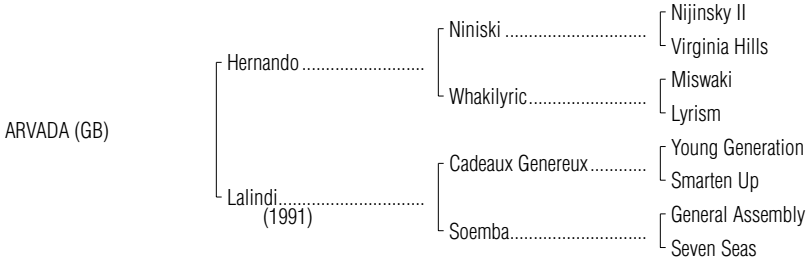 Nijinsky II
Niniski ..............................
Virginia Hills
Hernando ..........................
Miswaki
Whakilyric.........................
Lyrism
ARVADA (GB)
Young Generation
Cadeaux Genereux............
Smarten Up
Lalindi...............................
(1991)
General Assembly
Soemba.............................
Seven Seas